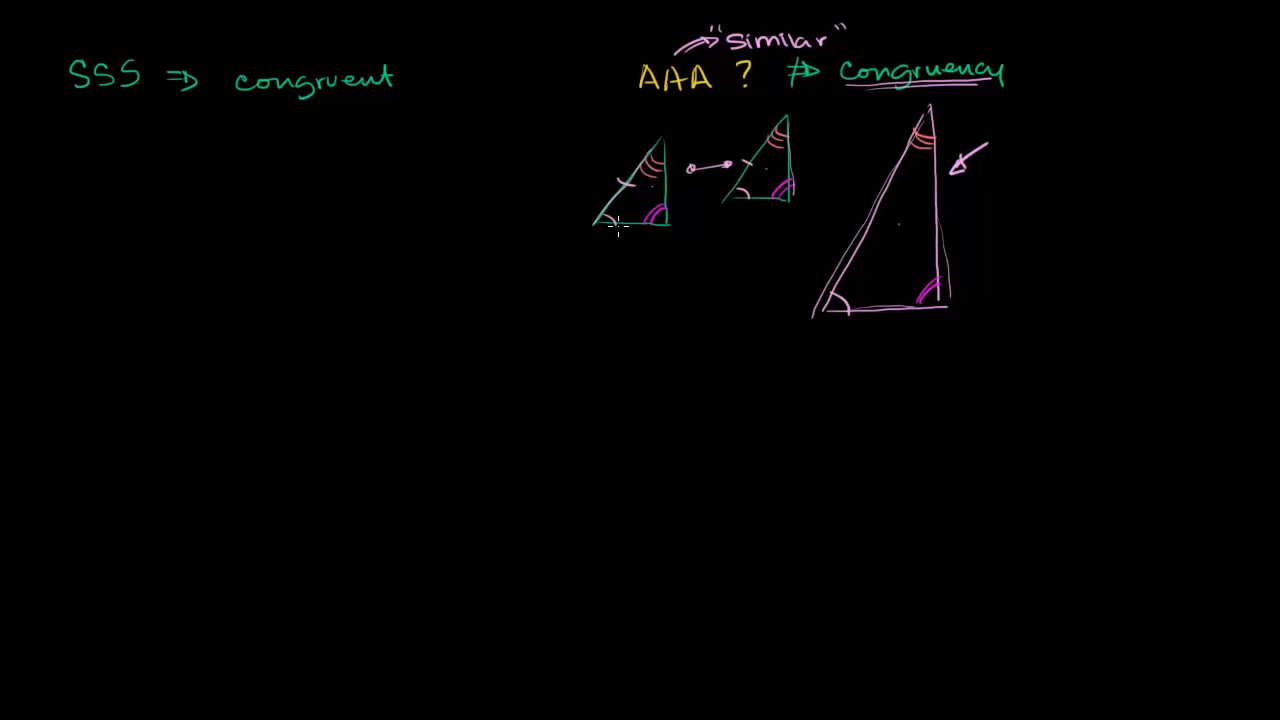 "Similar"
SSS ⇒ congruent
AAA ? ⇏ congruency